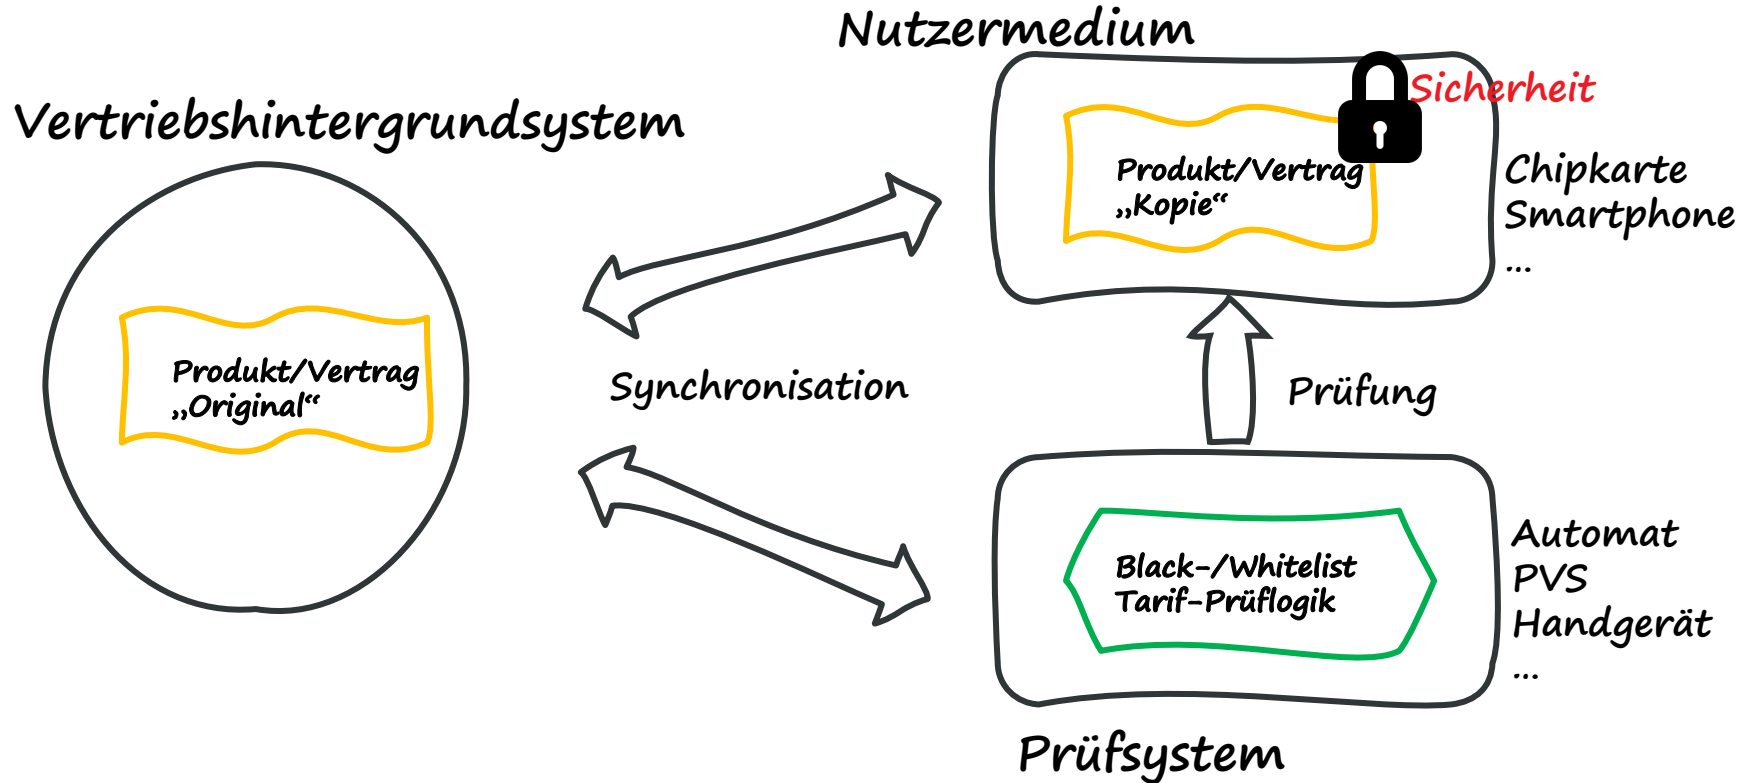 Nutzermedium
Vertriebshintergrundsystem
Sicherheit
Produkt/Vertrag
„Kopie“
Chipkarte
Smartphone
...
Produkt/Vertrag
„Original“
Synchronisation
Prüfung
Black-/Whitelist
Tarif-Prüflogik
Automat
PVS
Handgerät
...
Prüfsystem